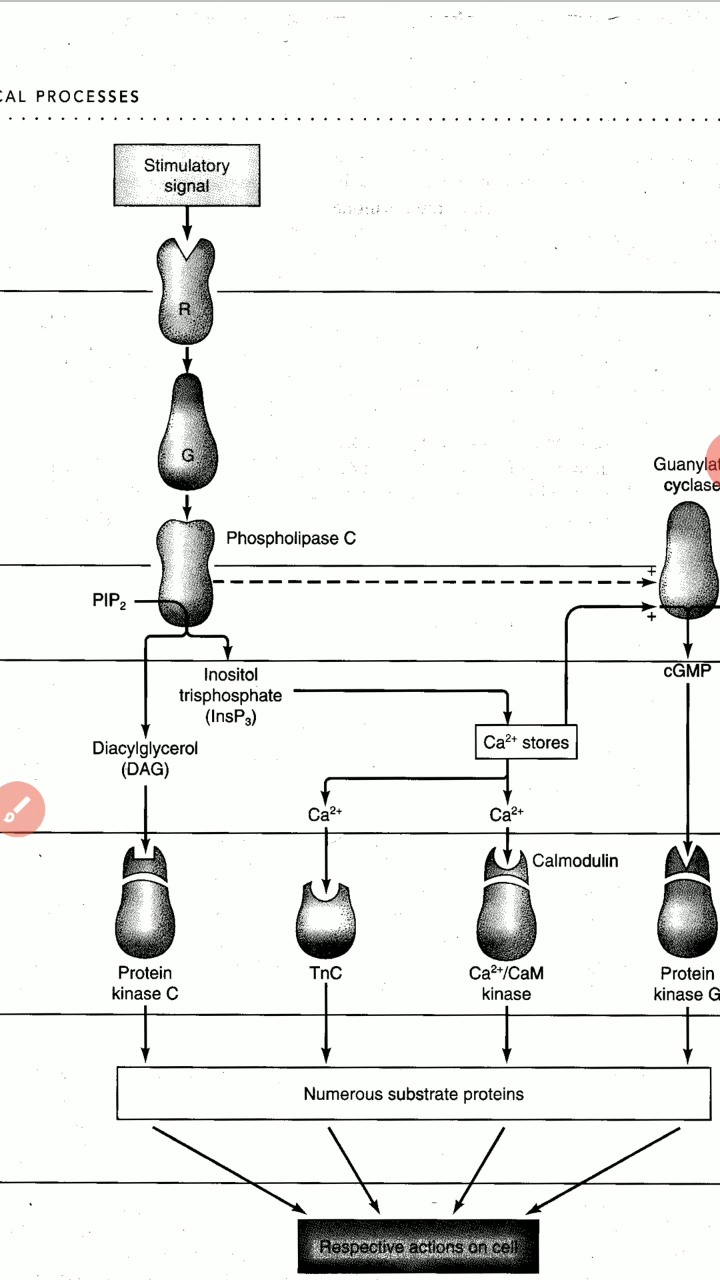 CAL PROCESSES
Stimulatory
signal
R
G
Guanylat
cyclase
Phospholipase C
+
PIP₂
+
Inositol
trisphosphate
(InsP₃)
cGMP
Ca²⁺ stores
Diacylglycerol
(DAG)
Ca²⁺
Ca²⁺
Calmodulin
Protein
kinase C
TnC
Ca²⁺/CaM
kinase
Protein
kinase G
Numerous substrate proteins
Respective actions on cell